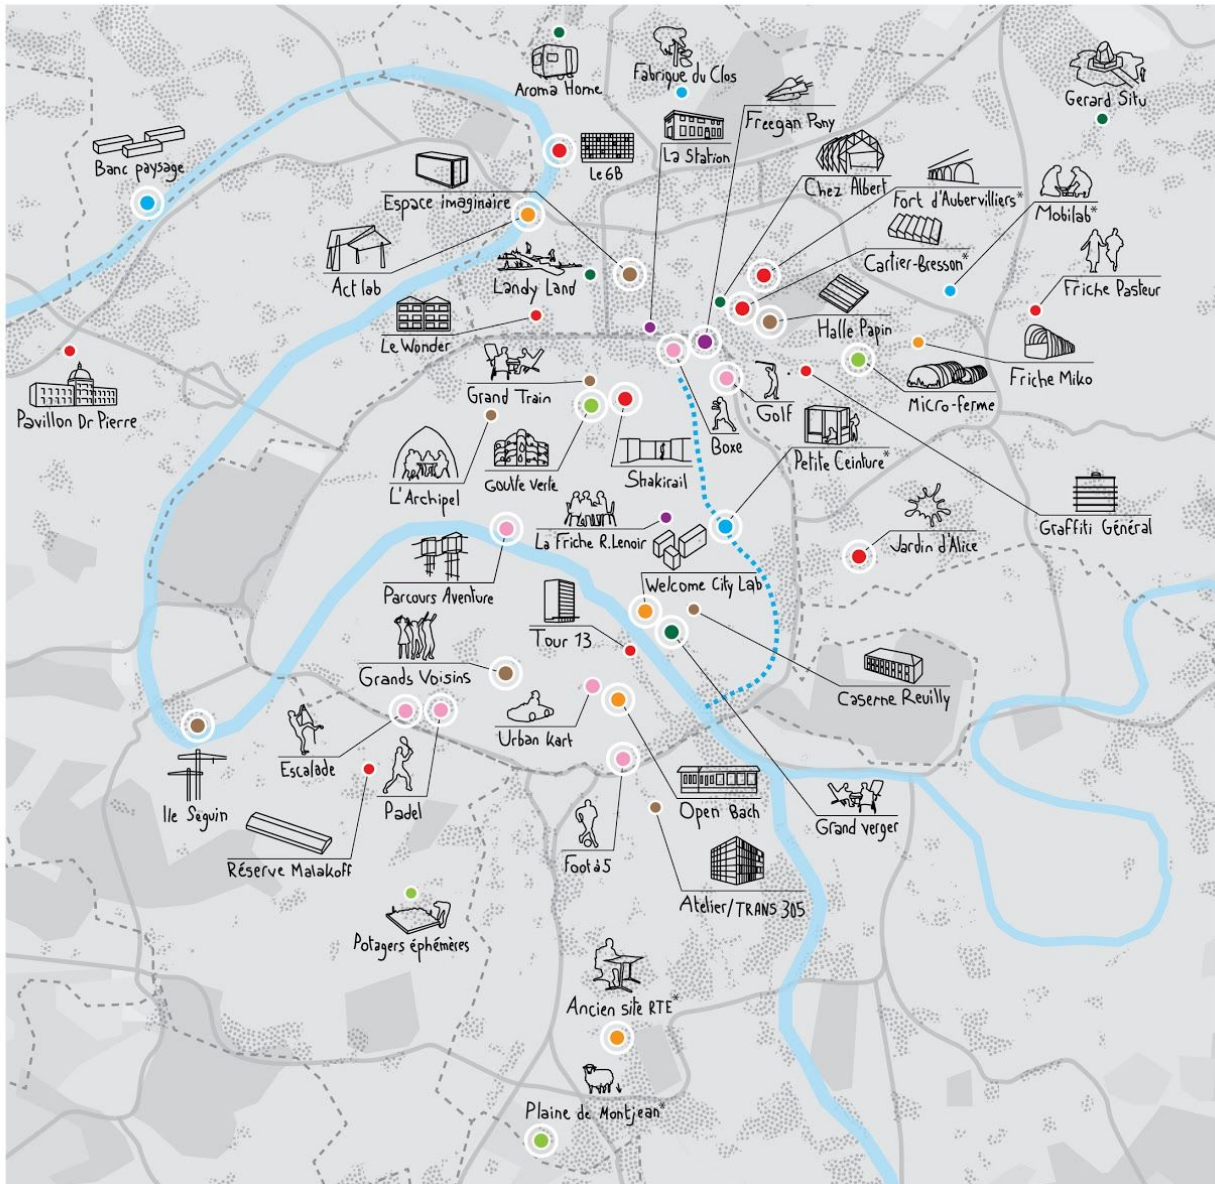 Aroma Home
Fabrique du Clos
Gerard Situ
Freegan Pony
La Station
Banc paysage
Le 6B
Chez Albert
Fort d'Aubervilliers*
Mobilab*
Espace imaginaire
Cartier-Bresson*
Act lab
Landy Land
Friche Pasteur
Le Wonder
Halle Papin
Friche Miko
Pavillon Dr Pierre
Grand Train
Golf
Micro-ferme
Boxe
Petite Ceinture*
L'Archipel
Goutte verte
Shakirail
Graffiti Général
La Friche R.Lenoir
Jardin d'Alice
Parcours Aventure
Welcome City Lab
Tour 13
Grands Voisins
Caserne Reuilly
Urban Kart
Escalade
Padel
Ile Seguin
Open Bach
Grand verger
Réserve Malakoff
Foot à 5
Atelier/TRANS 305
Potagers éphémères
Ancien site RTE*
Plaine de Montjean*